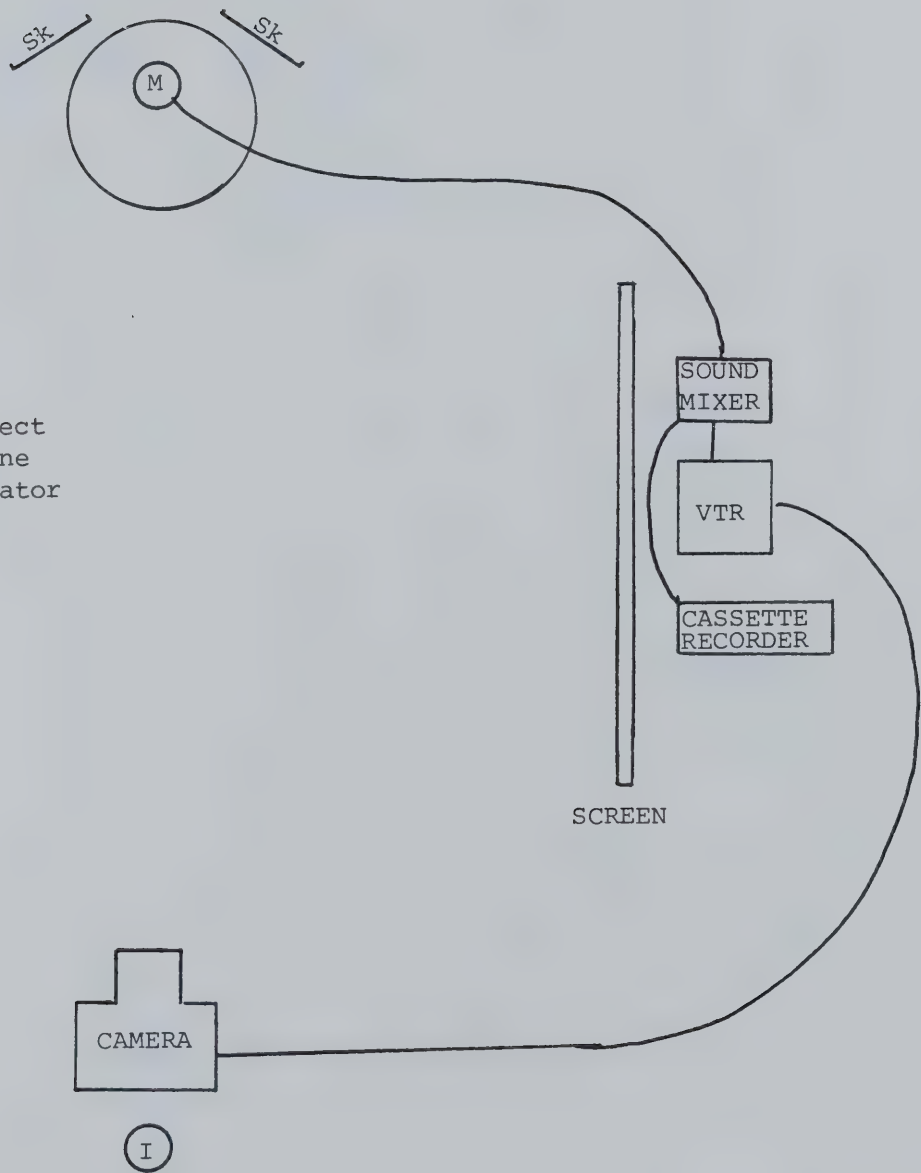 Sk
Sk
M
SOUND
MIXER
ect
ne
ator
VTR
CASSETTE
RECORDER
SCREEN
CAMERA
I